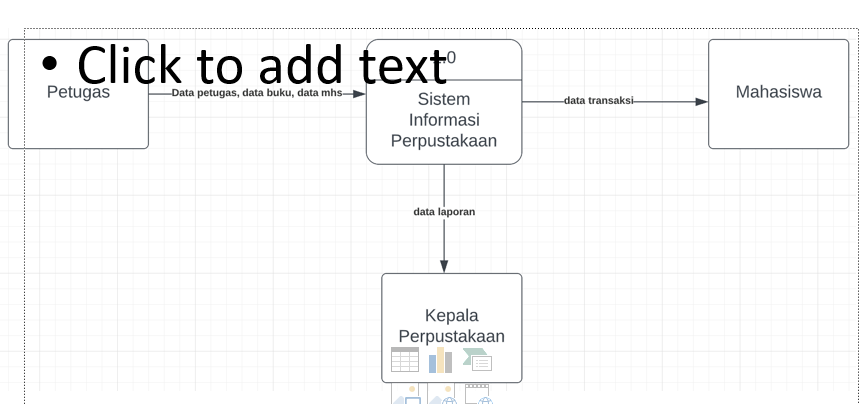 • Click to add text
.0
Petugas
Data petugas, data buku, data mhs
Sistem
Informasi
Perpustakaan
data transaksi
Mahasiswa
data laporan
Kepala
Perpustakaan